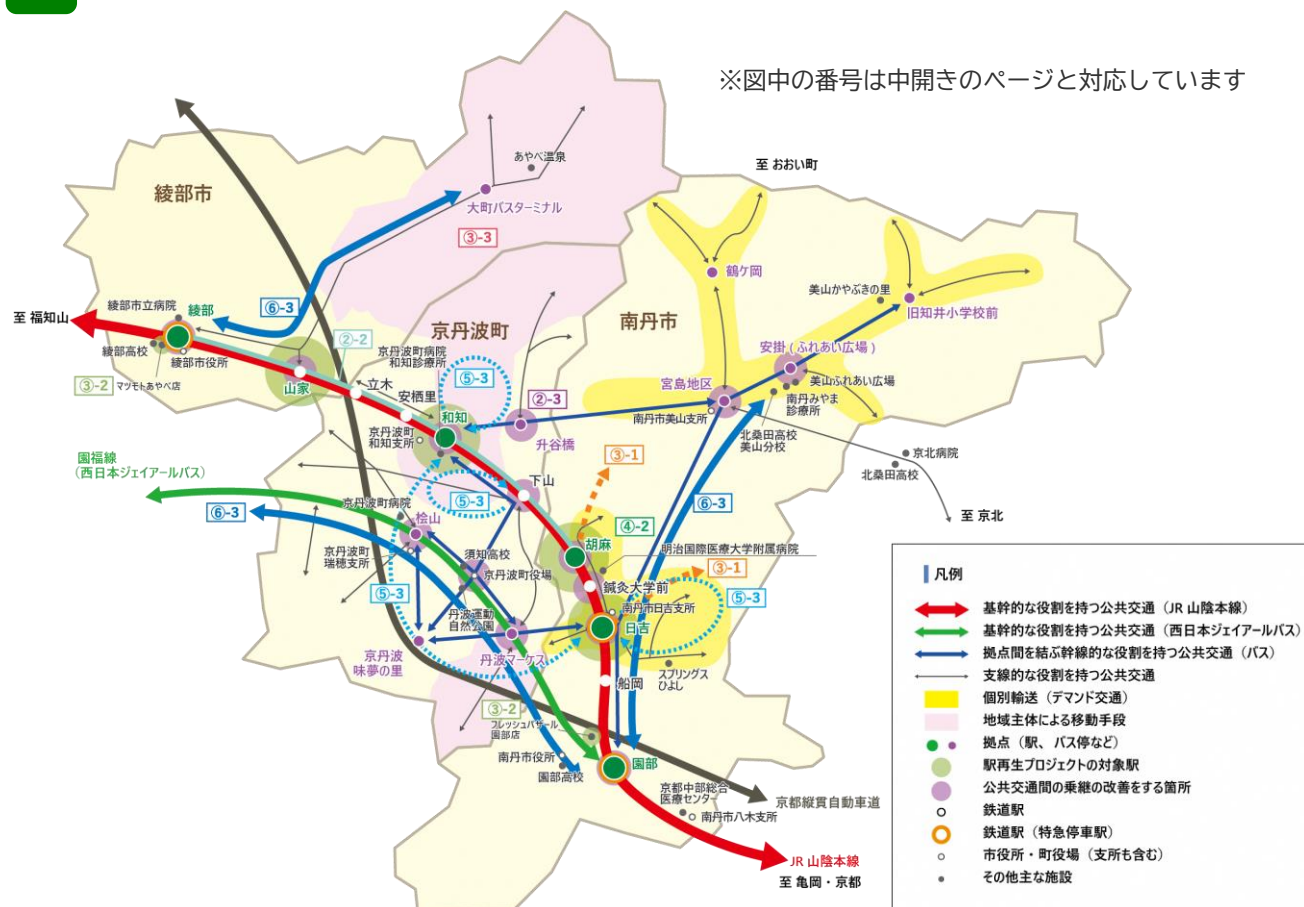 ※図中の番号は中開きのページと対応しています
至 おおい町
綾部市
あやべ温泉
大町バスターミナル
③-3
鶴ケ岡
美山かやぶきの里
旧知井小学校前
綾部市立病院
綾部
⑥-3
至 福知山
京丹波町
南丹市
安掛(ふれあい広場)
綾部高校
綾部市役所
②-2
京丹波町病院
和知診療所
⑤-3
宮島地区
美山ふれあい広場
③-2
マツモトあやべ店
山家
立木
安栖里
和知
②-3
南丹市美山支所
南丹みやま
診療所
京丹波町
和知支所
升谷橋
北桑田高校
美山分校
京北病院
北桑田高校
園福線
(西日本ジェイアールバス)
③-1
下山
⑤-3
⑥-3
京丹波町病院
⑥-3
至 京北
桧山
④-2
胡麻
明治国際医療大学附属病院
京丹波町
瑞穂支所
須知高校
京丹波町役場
③-1
鍼灸大学前
⑤-3
南丹市日吉支所
⑤-3
丹波運動
自然公園
日吉
京丹波
味夢の里
丹波マーケス
スプリングス
ひよし
船岡
③-2
フレッシュバザール
園部店
南丹市役所
園部高校
園部
京都中部総合
医療センター
京都縦貫自動車道
南丹市八木支所
JR 山陰本線
至 亀岡・京都
凡例
基幹的な役割を持つ公共交通(JR 山陰本線)
基幹的な役割を持つ公共交通(西日本ジェイアールバス)
拠点間を結ぶ幹線的な役割を持つ公共交通(バス)
支線的な役割を持つ公共交通
個別輸送(デマンド交通)
地域主体による移動手段
拠点(駅、バス停など)
駅再生プロジェクトの対象駅
公共交通間の乗継の改善をする箇所
鉄道駅
鉄道駅(特急停車駅)
市役所・町役場(支所も含む)
その他主な施設